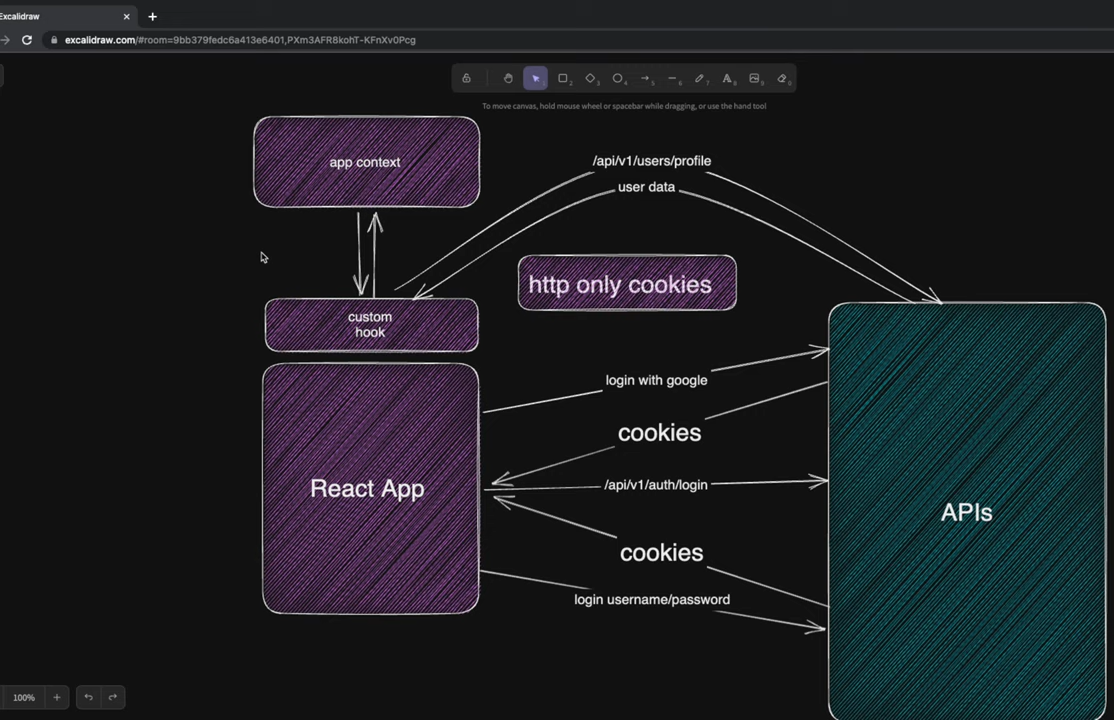 Excalidraw
excalidraw.com/#room=9bb379fedc6a413e6401,PXm3AFR8kohT-KFnXv0Pcg
To move canvas, hold mouse wheel or spacebar while dragging, or use the hand tool
app context
/api/v1/users/profile
user data
http only cookies
custom
hook
login with google
cookies
/api/v1/auth/login
React App
APIs
cookies
login username/password
100%